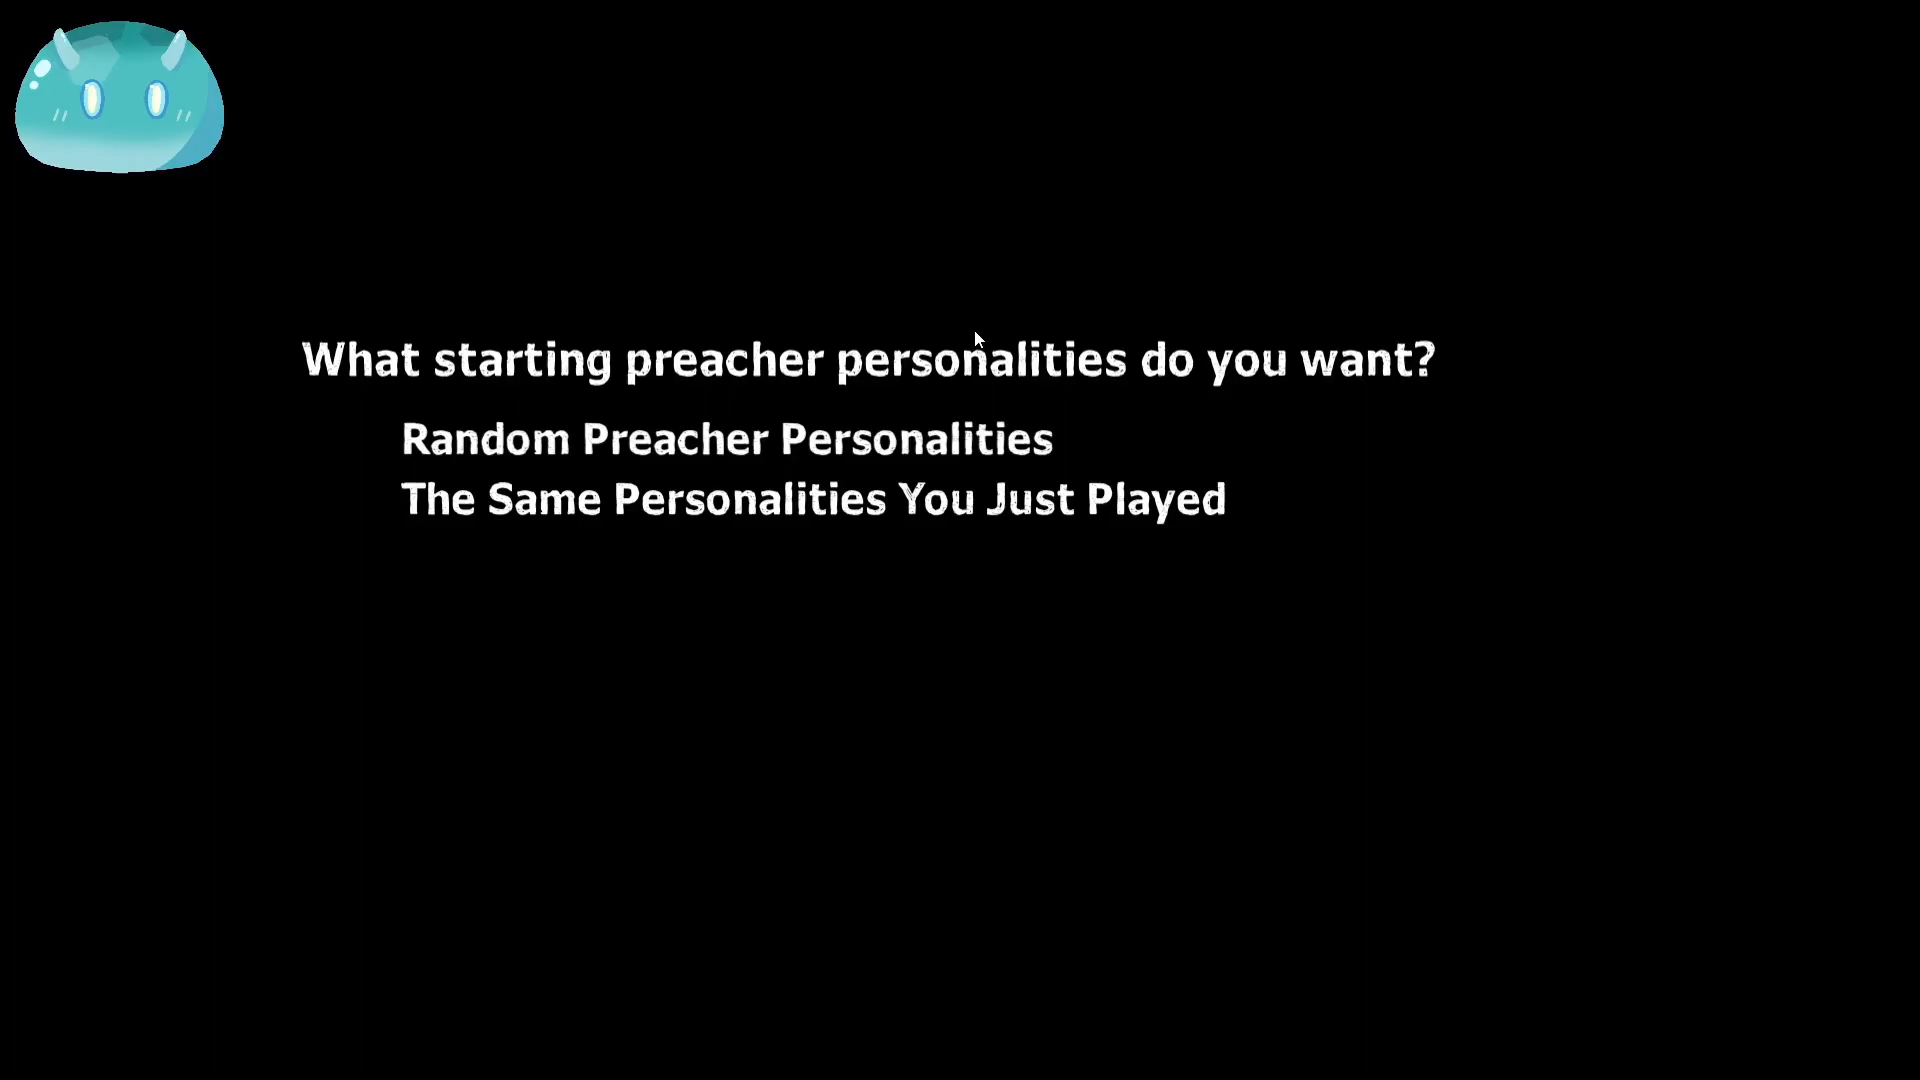 What starting preacher personalities do you want?
Random Preacher Personalities
The Same Personalities You Just Played